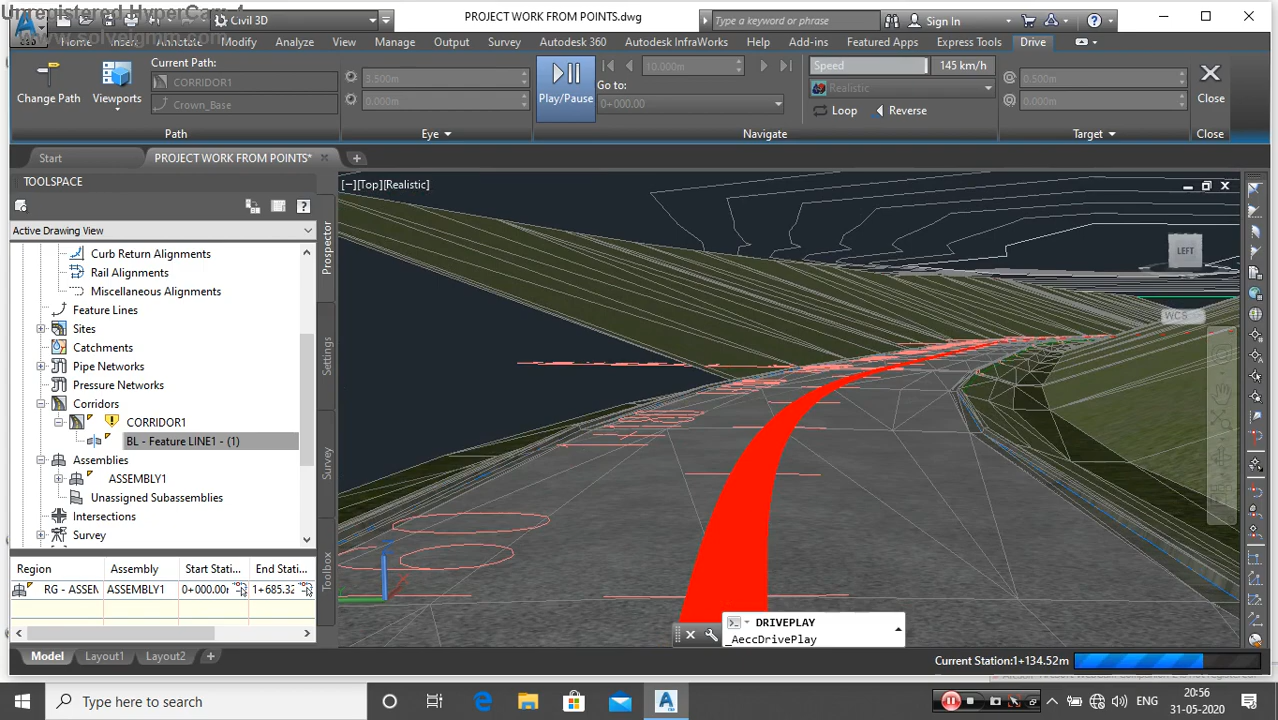 Unregistered HyperCam 4
www.solveigmm.com
Civil 3D
PROJECT WORK FROM POINTS.dwg
Type a keyword or phrase
Sign In
C3D
Home
Insert
Annotate
Modify
Analyze
View
Manage
Output
Survey
Autodesk 360
Autodesk InfraWorks
Help
Add-ins
Featured Apps
Express Tools
Drive
Change Path
Viewports
Current Path:
CORRIDOR1
Crown_Base
Path
3.500m
0.000m
Eye
Play/Pause
10.000m
Go to:
0+000.00
Navigate
Speed
145 km/h
Realistic
Loop
Reverse
0.500m
0.000m
Target
Close
Close
Start
PROJECT WORK FROM POINTS*
TOOLSPACE
Active Drawing View
Curb Return Alignments
Rail Alignments
Miscellaneous Alignments
Feature Lines
Sites
Catchments
Pipe Networks
Pressure Networks
Corridors
CORRIDOR1
BL - Feature LINE1 - (1)
Assemblies
ASSEMBLY1
Unassigned Subassemblies
Intersections
Survey
Prospector
Settings
Survey
Toolbox
Region
Assembly
Start Stati...
End Stati...
RG - ASSEM
ASSEMBLY1
0+000.00
1+685.32
[−][Top][Realistic]
LEFT
WCS
DRIVEPLAY
_AeccDrivePlay
Model
Layout1
Layout2
Current Station:1+134.52m
Type here to search
ENG
20:56
31-05-2020